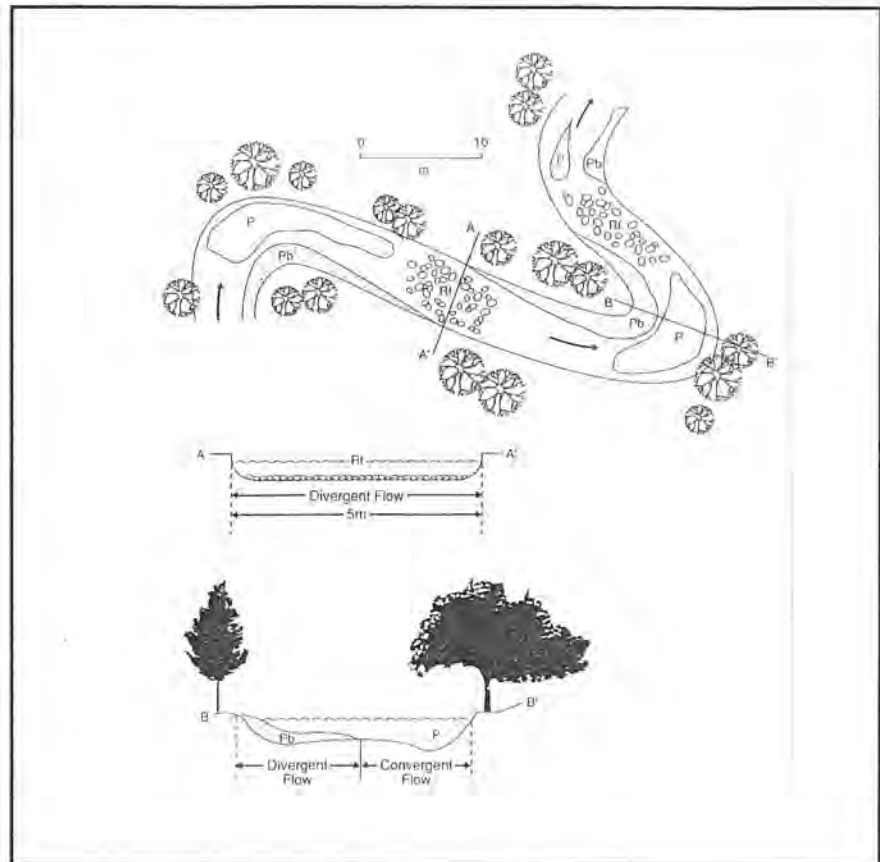 0 10
m
P
Pb
Rf
A
A'
P
Pb
Rf
B
Pb
P
B'
A Rf A'
Divergent Flow
5m
B B'
Pb P
Divergent Flow Convergent Flow